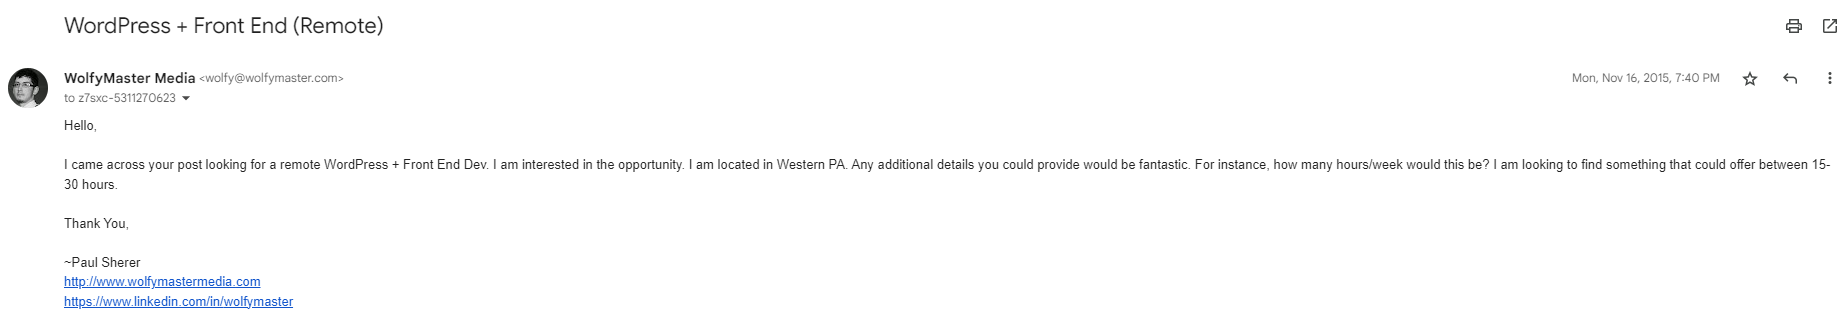 WordPress + Front End (Remote)
WolfyMaster Media <wolfy@wolfymaster.com>
Mon, Nov 16, 2015, 7:40 PM
to z7sxc-5311270623
Hello,
I came across your post looking for a remote WordPress + Front End Dev. I am interested in the opportunity. I am located in Western PA. Any additional details you could provide would be fantastic. For instance, how many hours/week would this be? I am looking to find something that could offer between 15-
30 hours.
Thank You,
~Paul Sherer
http://www.wolfymastermedia.com
https://www.linkedin.com/in/wolfymaster